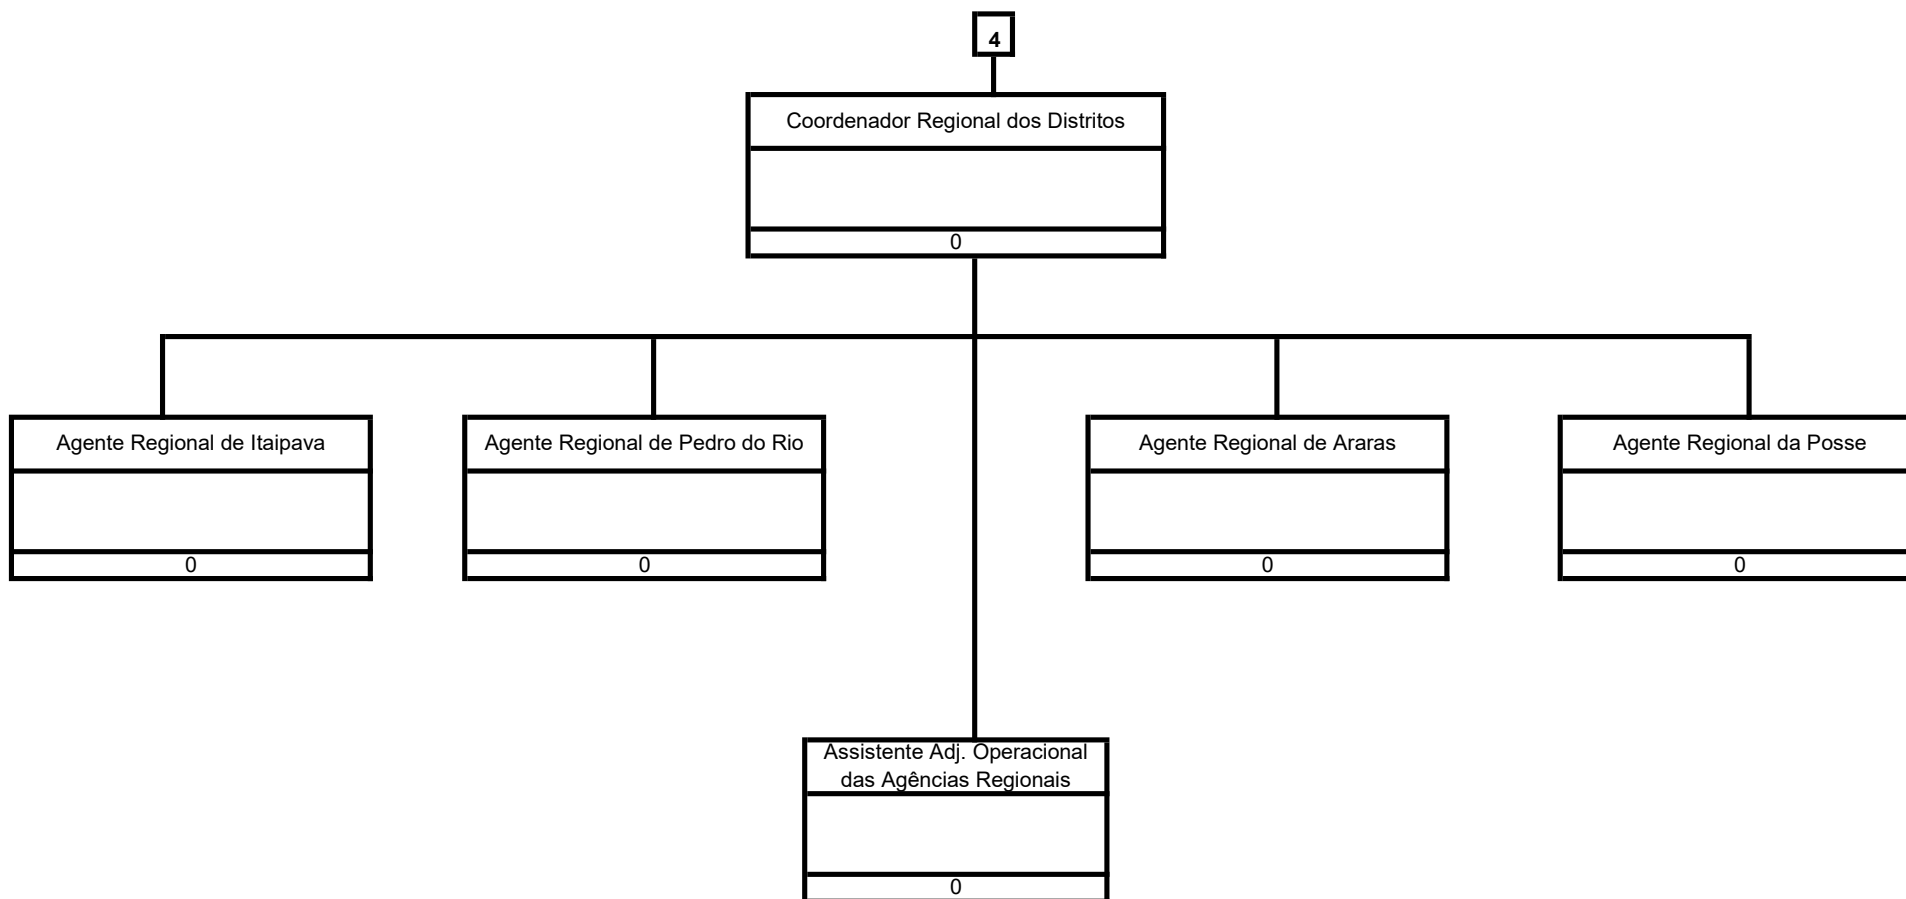 4
Coordenador Regional dos Distritos
0
Agente Regional de Itaipava
Agente Regional de Pedro do Rio
Agente Regional de Araras
Agente Regional da Posse
0
0
0
0
Assistente Adj. Operacional
das Agências Regionais
0